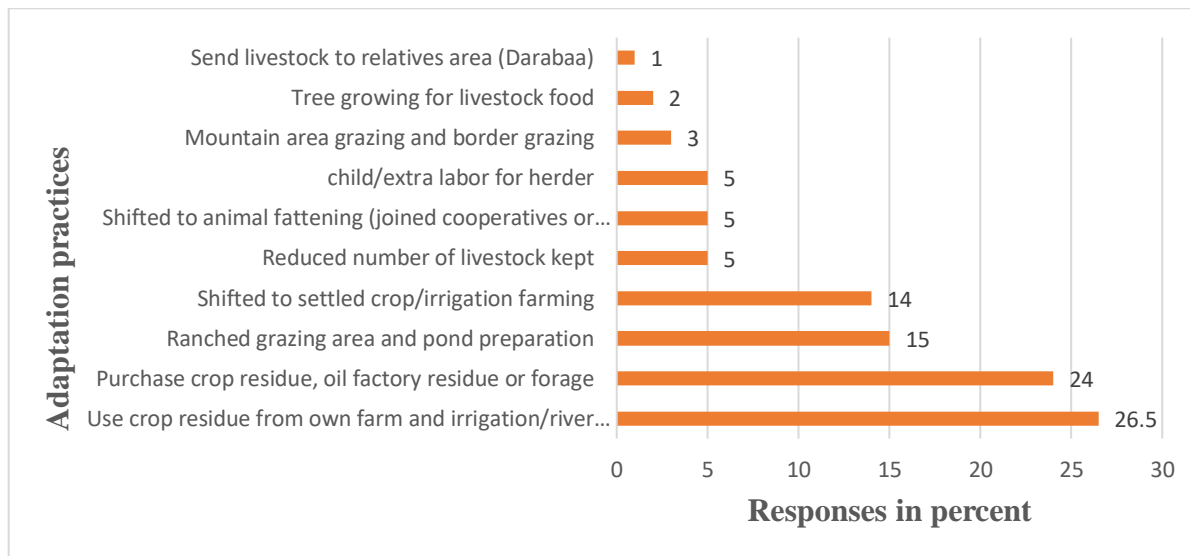 Send livestock to relatives area (Darabaa)
1
Tree growing for livestock food
2
Mountain area grazing and border grazing
3
child/extra labor for herder
5
Shifted to animal fattening (joined cooperatives or...
5
Reduced number of livestock kept
5
Shifted to settled crop/irrigation farming
14
Ranched grazing area and pond preparation
15
Purchase crop residue, oil factory residue or forage
24
Use crop residue from own farm and irrigation/river...
26.5
Adaptation practices
0 5 10 15 20 25 30
Responses in percent